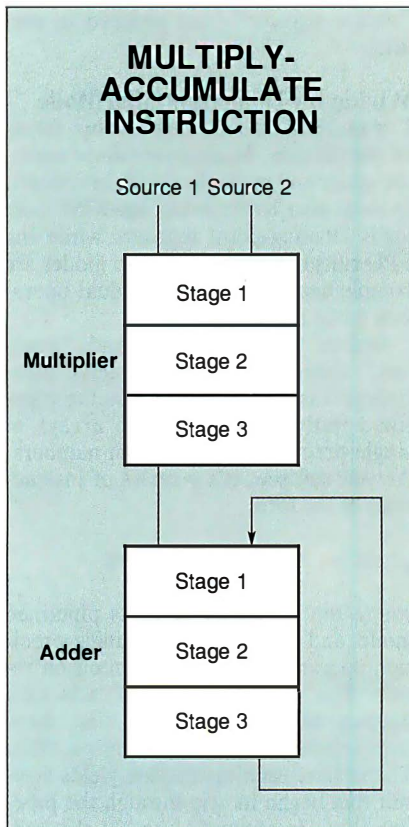 MULTIPLY-
ACCUMULATE
INSTRUCTION
Source 1 Source 2
Stage 1
Multiplier
Stage 2
Stage 3
Stage 1
Adder
Stage 2
Stage 3